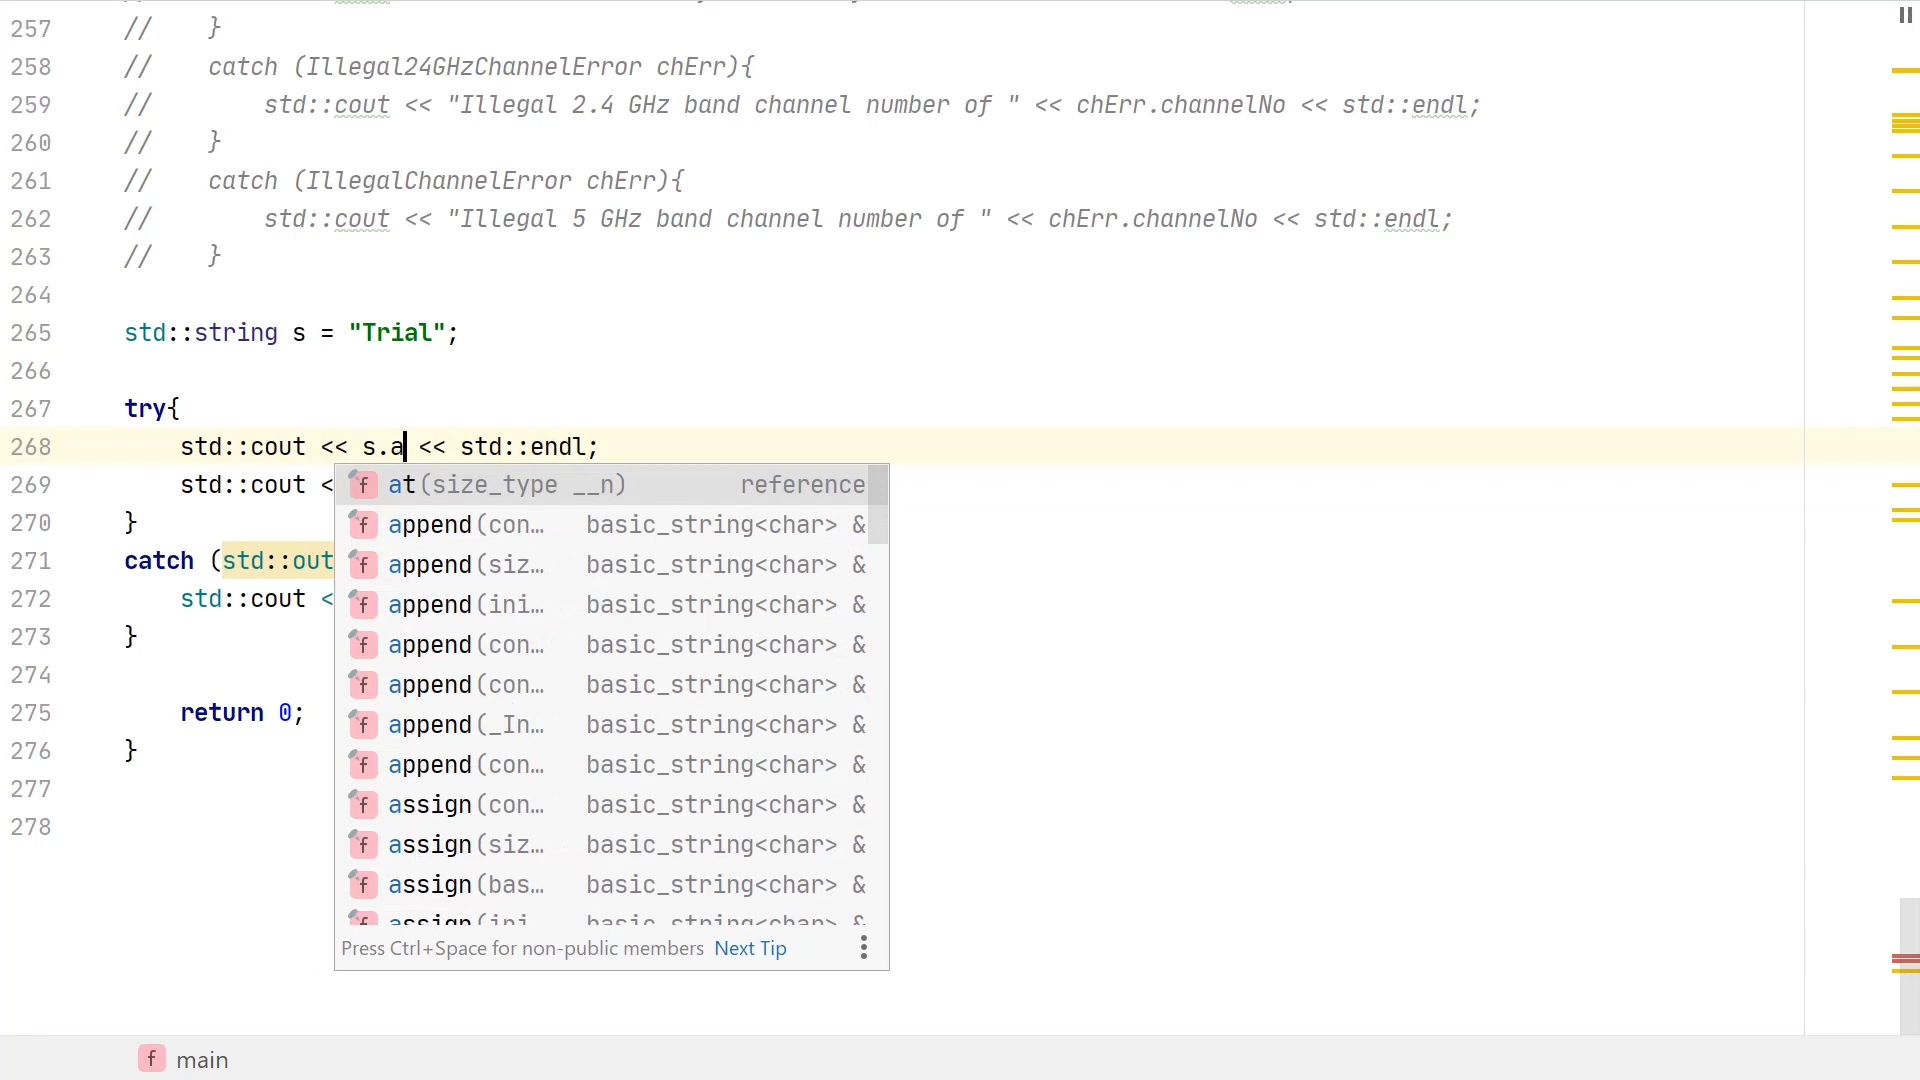 257 // }
258 // catch (Illegal24GHzChannelError chErr){
259 // std::cout << "Illegal 2.4 GHz band channel number of " << chErr.channelNo << std::endl;
260 // }
261 // catch (IllegalChannelError chErr){
262 // std::cout << "Illegal 5 GHz band channel number of " << chErr.channelNo << std::endl;
263 // }
264
265 std::string s = "Trial";
266
267 try{
268 std::cout << s.a << std::endl;
269 std::cout <
270 }
271 catch (std::out
272 std::cout <
273 }
274
275 return 0;
276 }
277
278
f at(size_type __n) reference
f append(con… basic_string<char> &
f append(siz… basic_string<char> &
f append(ini… basic_string<char> &
f append(con… basic_string<char> &
f append(con… basic_string<char> &
f append(_In… basic_string<char> &
f append(con… basic_string<char> &
f assign(con… basic_string<char> &
f assign(siz… basic_string<char> &
f assign(bas… basic_string<char> &
f assign(ini basic_string<char> &
Press Ctrl+Space for non-public members Next Tip
f main